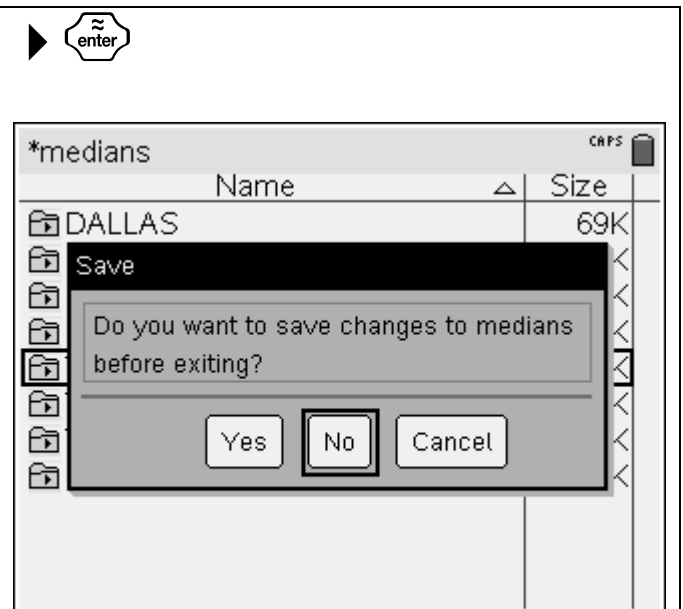 ≈
enter
*medians CAPS
Name Size
DALLAS 69K
Save
Do you want to save changes to medians
before exiting?
Yes No Cancel